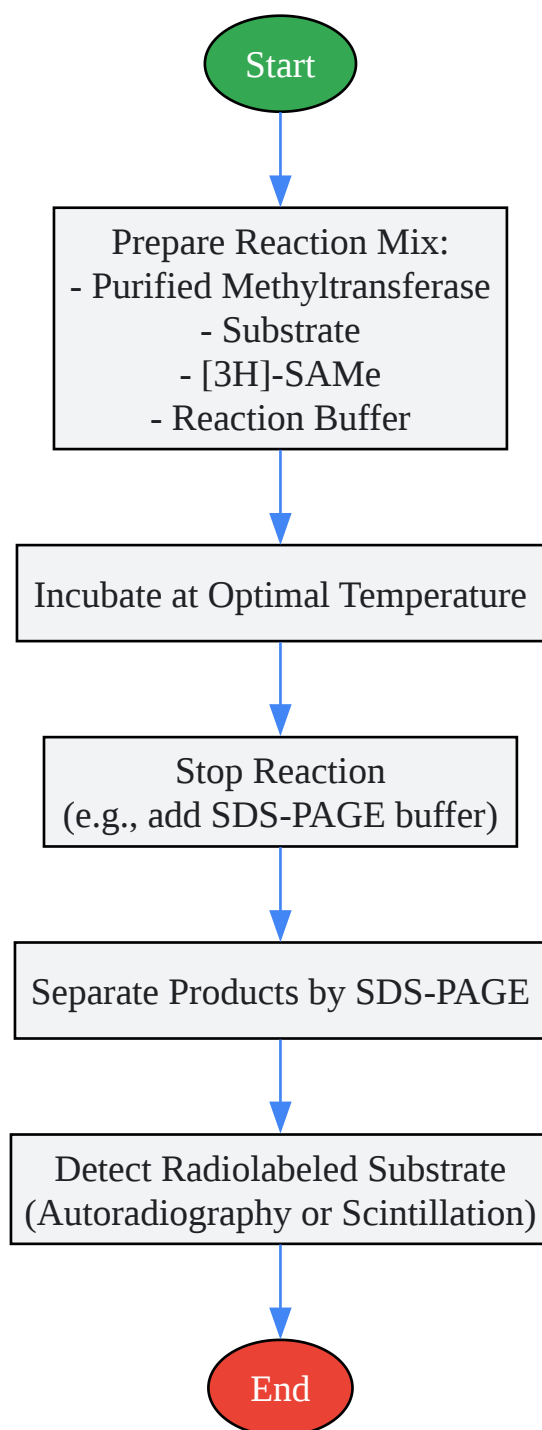 Start
Prepare Reaction Mix:
- Purified Methyltransferase
- Substrate
- [3H]-SAMe
- Reaction Buffer
Incubate at Optimal Temperature
Stop Reaction
(e.g., add SDS-PAGE buffer)
Separate Products by SDS-PAGE
Detect Radiolabeled Substrate
(Autoradiography or Scintillation)
End